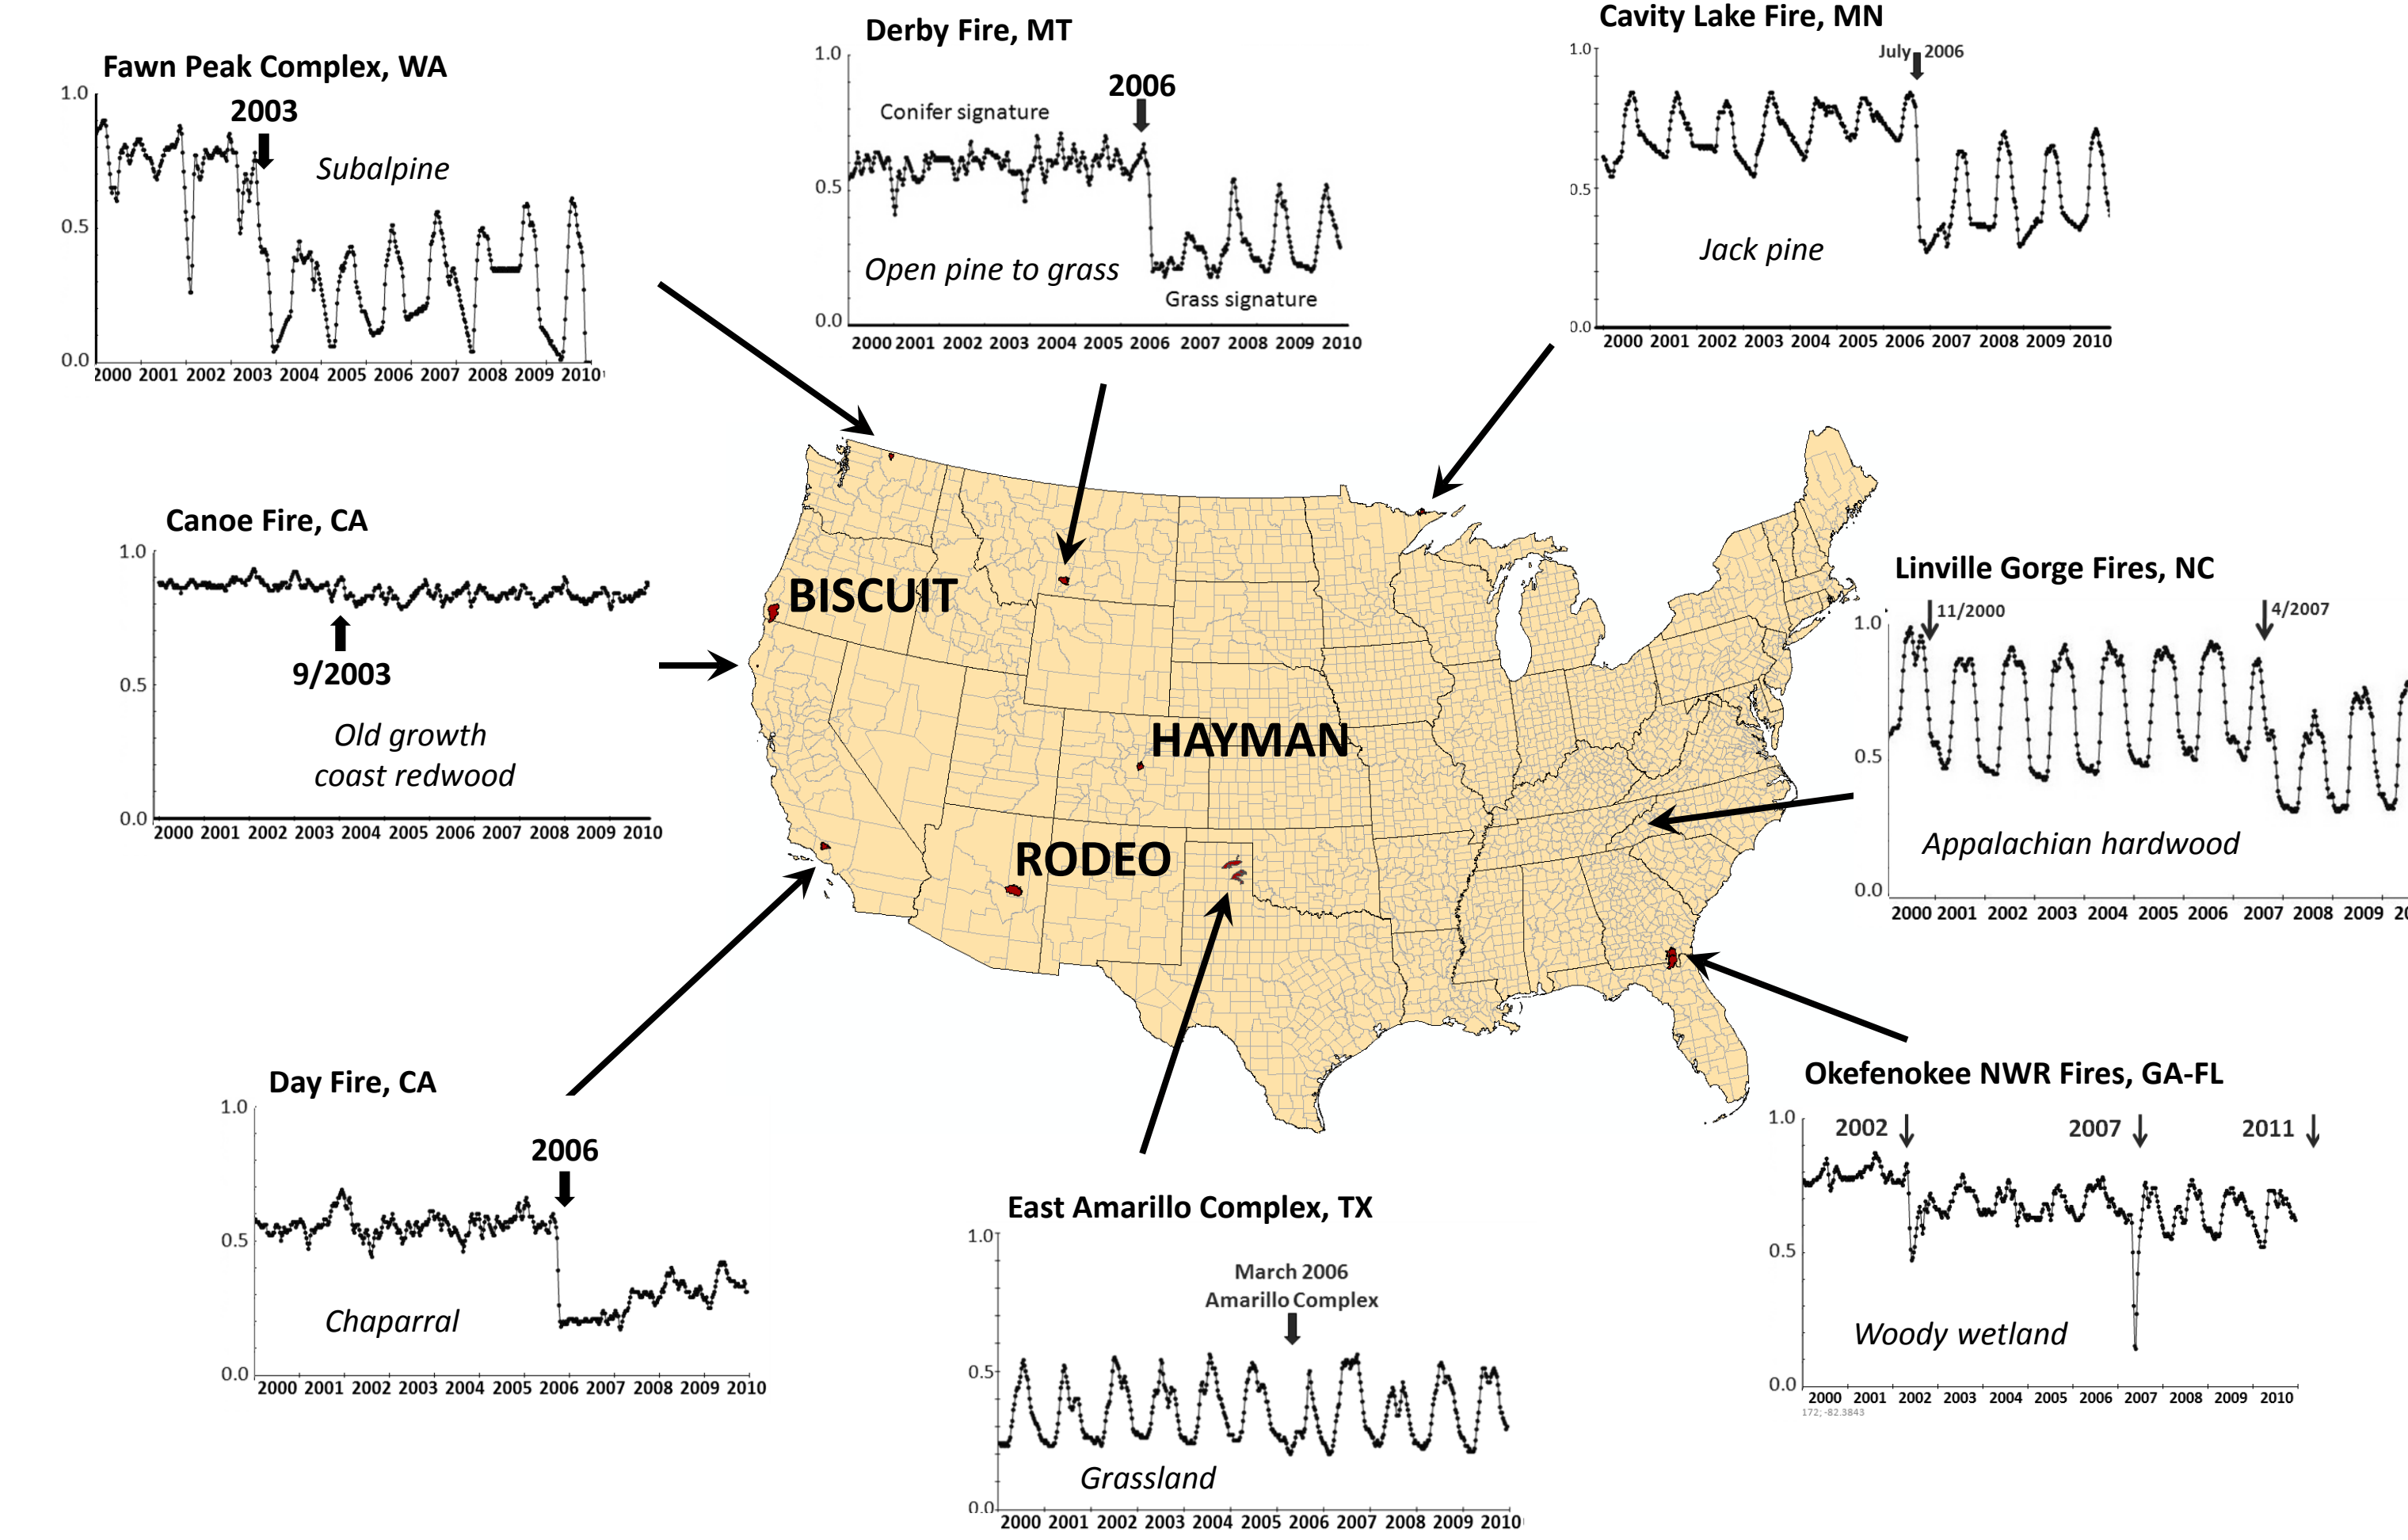 Fawn Peak Complex, WA
1.0
2003
Subalpine
0.5
0.0
2000 2001 2002 2003 2004 2005 2006 2007 2008 2009 2010
Derby Fire, MT
1.0
2006
Conifer signature
0.5
Open pine to grass
Grass signature
0.0
2000 2001 2002 2003 2004 2005 2006 2007 2008 2009 2010
Cavity Lake Fire, MN
1.0
July 2006
0.5
Jack pine
0.0
2000 2001 2002 2003 2004 2005 2006 2007 2008 2009 2010
Canoe Fire, CA
1.0
9/2003
0.5
Old growth
coast redwood
0.0
2000 2001 2002 2003 2004 2005 2006 2007 2008 2009 2010
BISCUIT
HAYMAN
RODEO
Linville Gorge Fires, NC
11/2000
4/2007
1.0
0.5
Appalachian hardwood
0.0
2000 2001 2002 2003 2004 2005 2006 2007 2008 2009
Day Fire, CA
1.0
2006
0.5
Chaparral
0.0
2000 2001 2002 2003 2004 2005 2006 2007 2008 2009 2010
East Amarillo Complex, TX
1.0
March 2006
Amarillo Complex
0.5
Grassland
0.0
2000 2001 2002 2003 2004 2005 2006 2007 2008 2009 2010
Okefenokee NWR Fires, GA-FL
1.0
2002 2007 2011
0.5
Woody wetland
0.0
2000 2001 2002 2003 2004 2005 2006 2007 2008 2009 2010
172; -82.3843